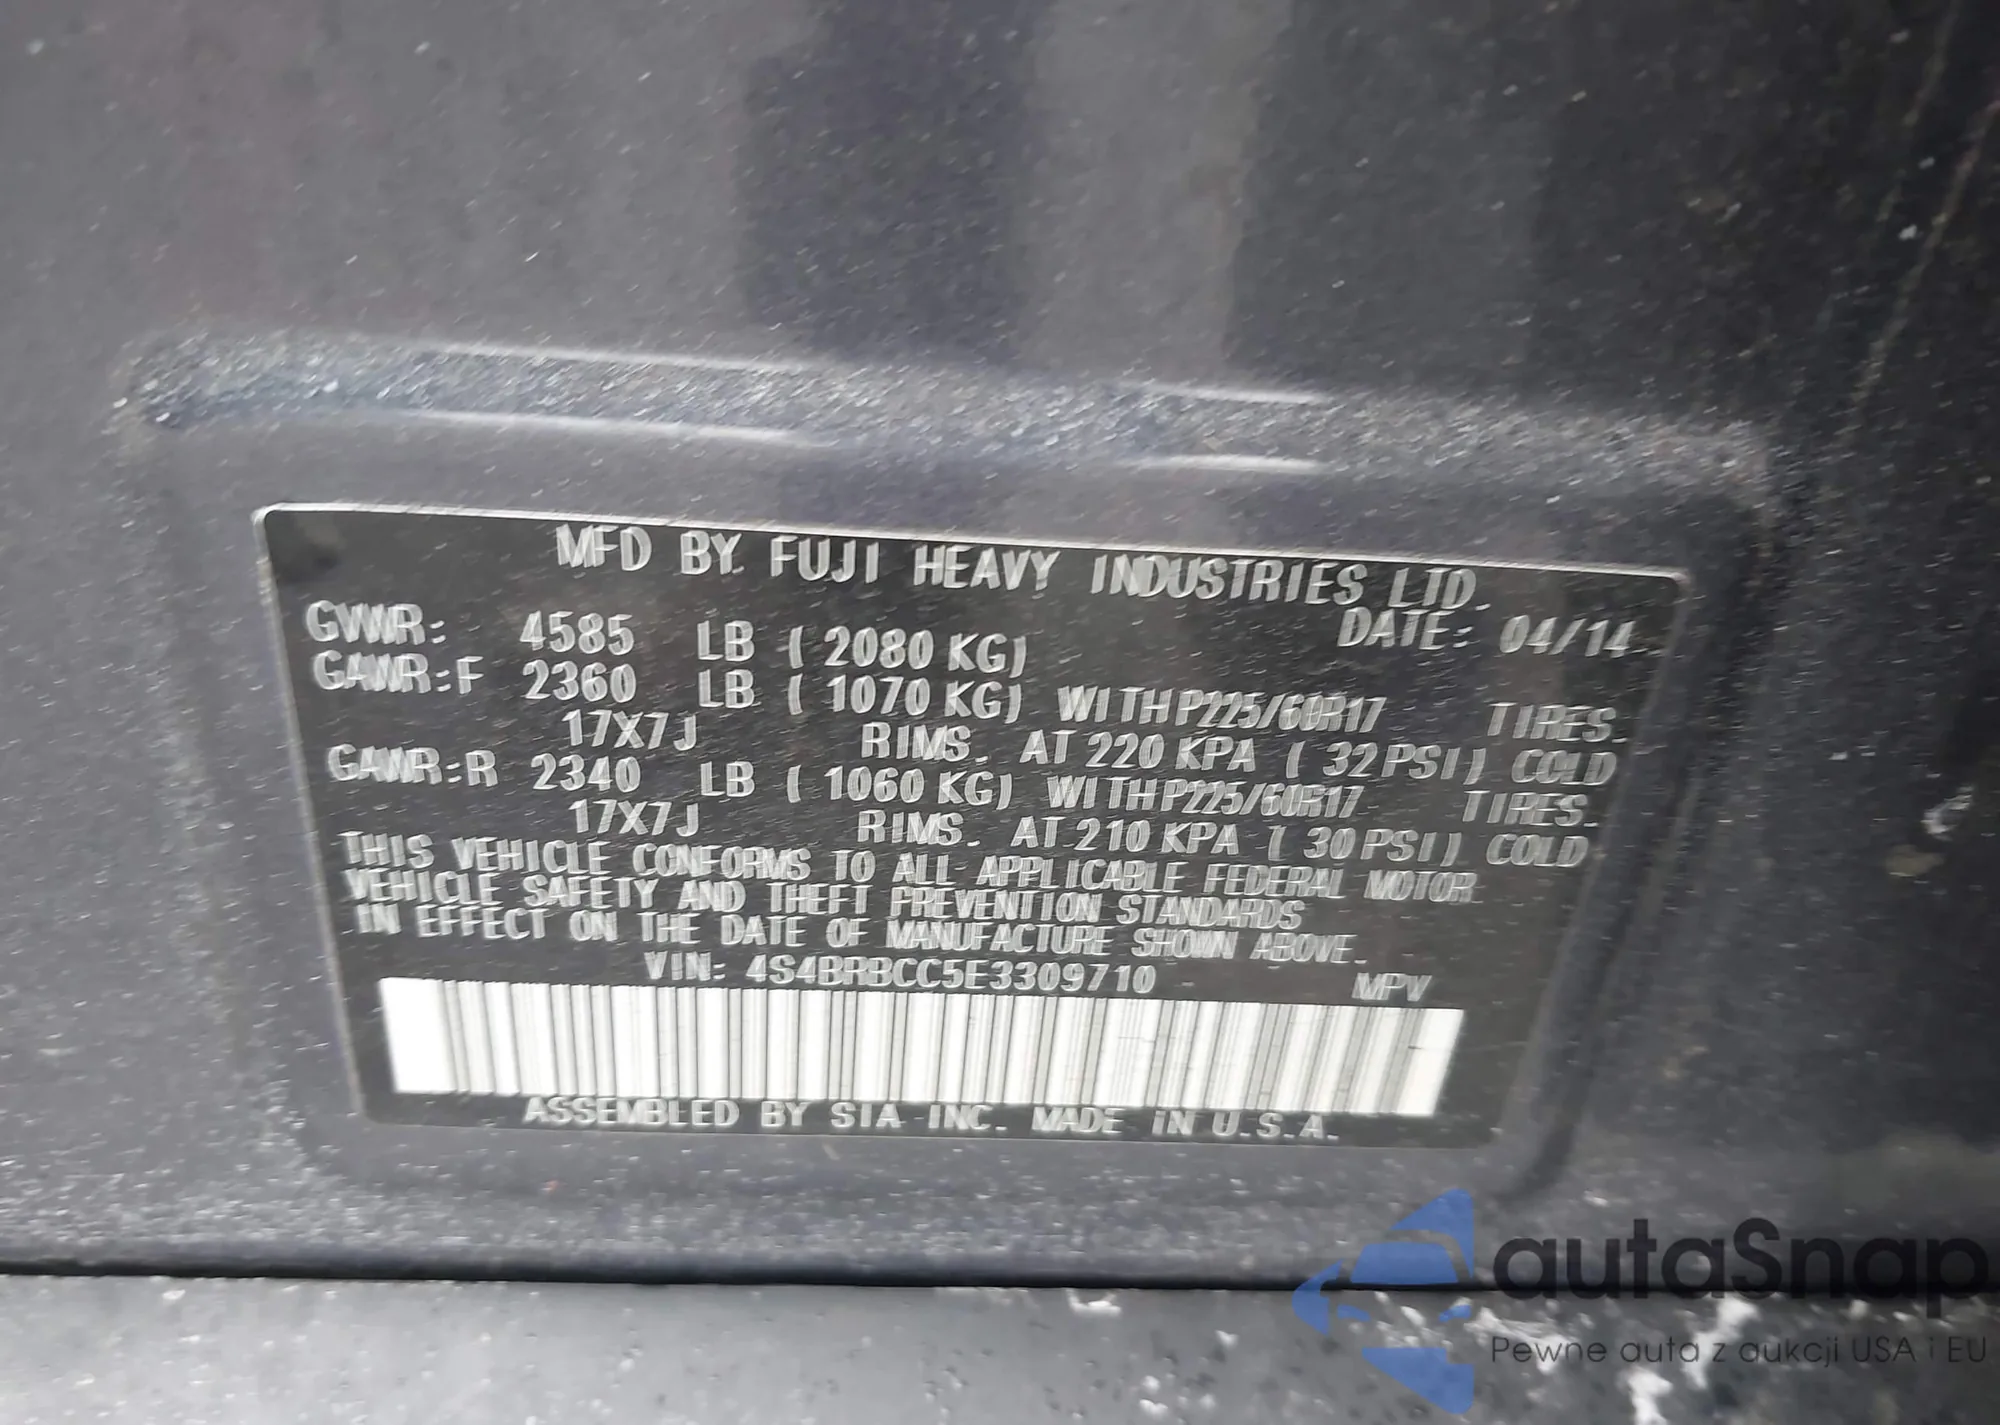 MFD BY FUJI HEAVY INDUSTRIES LTD.
DATE: 04/14
GVWR: 4585 LB ( 2080 KG)
GAWR:F 2360 LB ( 1070 KG) WITH P225/60R17 TIRES.
17X7J RIMS. AT 220 KPA ( 32PSI) COLD
GAWR:R 2340 LB ( 1060 KG) WITH P225/60R17 TIRES.
17X7J RIMS. AT 210 KPA ( 30PSI) COLD
THIS VEHICLE CONFORMS TO ALL APPLICABLE FEDERAL MOTOR
VEHICLE SAFETY AND THEFT PREVENTION STANDARDS
IN EFFECT ON THE DATE OF MANUFACTURE SHOWN ABOVE.
VIN: 4S4BRBCC5E3309710 MPV
ASSEMBLED BY SIA INC. MADE iN U.S.A.
autaSnap
Pewne auta z aukcji USA i EU